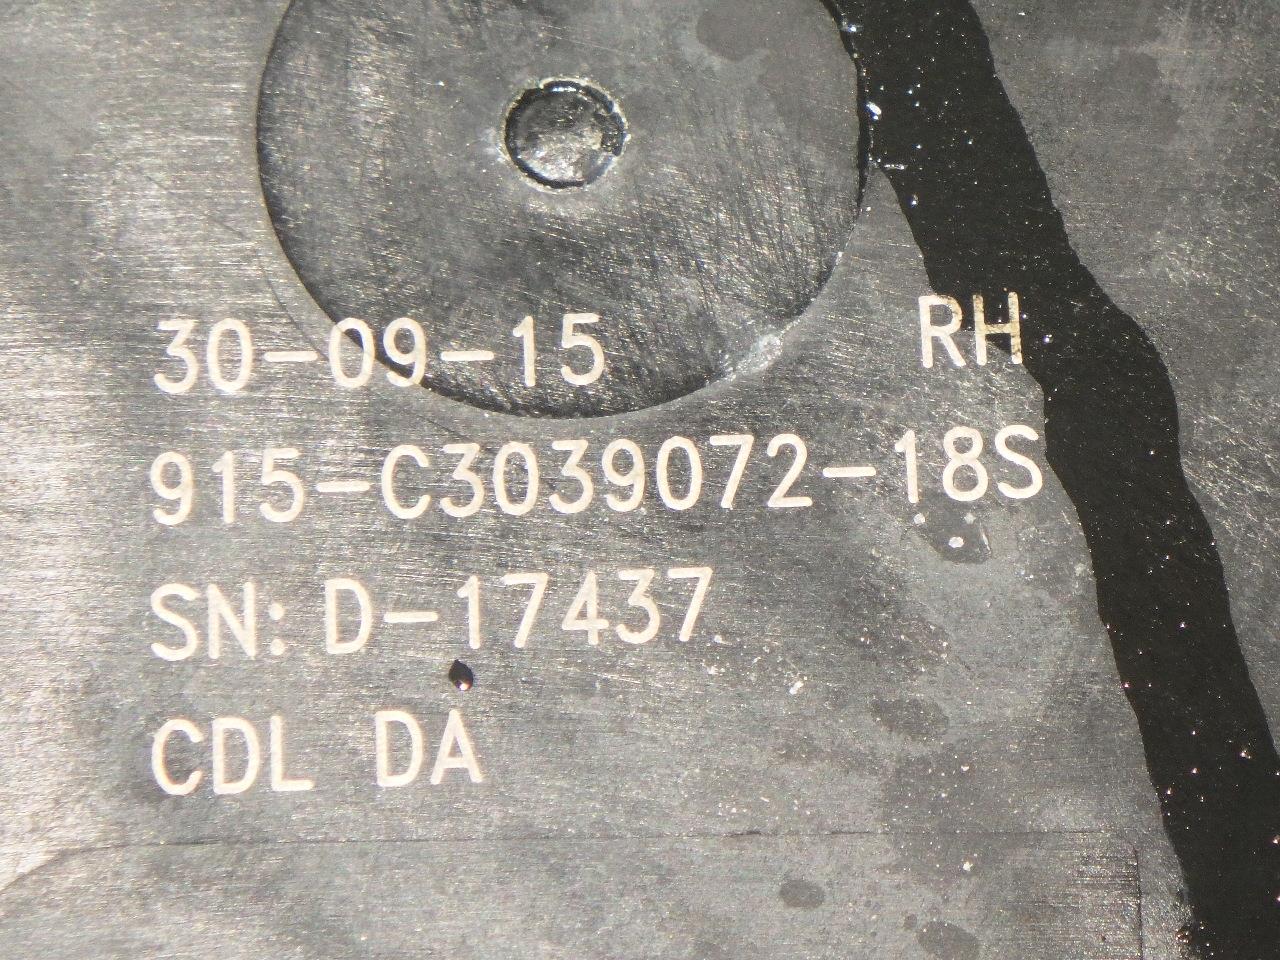 30-09-15 RH
915-C3039072-18S
SN: D-17437
CDL DA